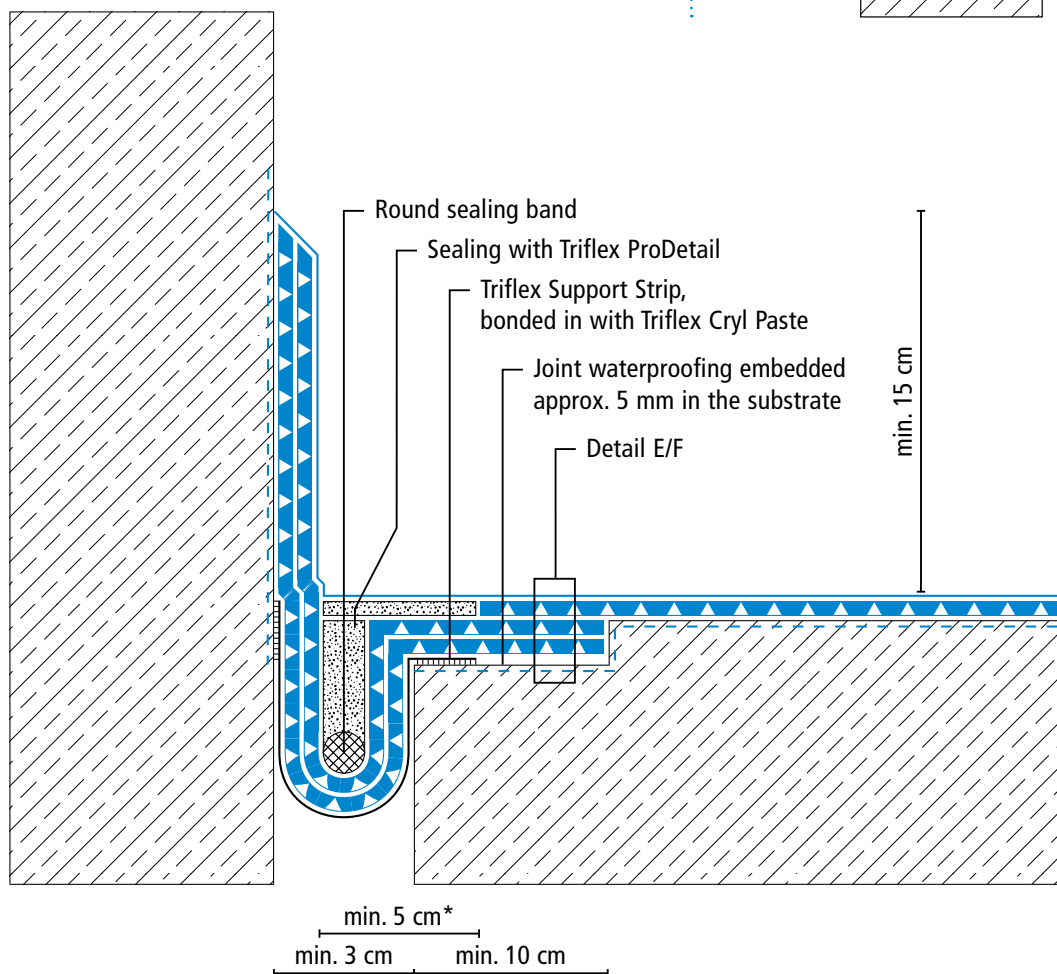 Round sealing band
Sealing with Triflex ProDetail
Triflex Support Strip,
bonded in with Triflex Cryl Paste
Joint waterproofing embedded
approx. 5 mm in the substrate
Detail E/F
min. 15 cm
min. 5 cm*
min. 3 cm
min. 10 cm